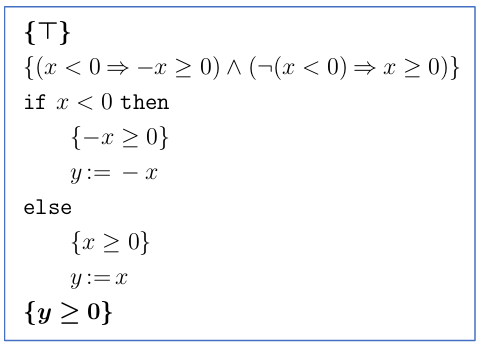 {⊤}
{(x < 0 ⇒ −x ≥ 0) ∧ (¬(x < 0) ⇒ x ≥ 0)}
if x < 0 then
{−x ≥ 0}
y := − x
else
{x ≥ 0}
y := x
{y ≥ 0}